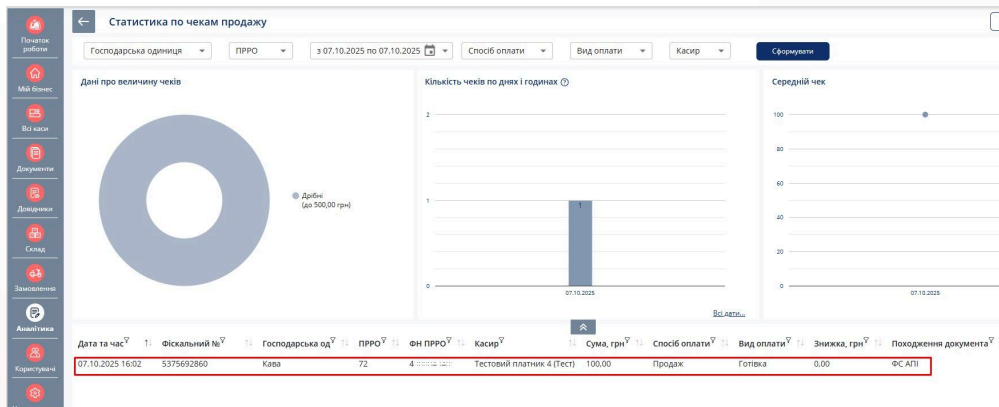 Початок
роботи
Мій бізнес
Всі каси
Документи
Довідники
Склад
Замовлення
Аналітика
Користувачі
Статистика по чекам продажу
Господарська одиниця
ПРРО
з 07.10.2025 по 07.10.2025
Спосіб оплати
Вид оплати
Касир
Сформувати
Дані про величину чеків
Дрібні
(до 500,00 грн)
Кількість чеків по днях і годинах
2
1
1
0
07.10.2025
Всі дати...
Середній чек
100
80
60
40
20
0
07.10.2025
Дата та час Фіскальний № Господарська од ПРРО ФН ПРРО Касир Сума, грн Спосіб оплати Вид оплати Знижка, грн Походження документа
07.10.2025 16:02 5375692860 Кава 72 4 Тестовий платник 4 (Тест) 100,00 Продаж Готівка 0,00 ФС АПІ